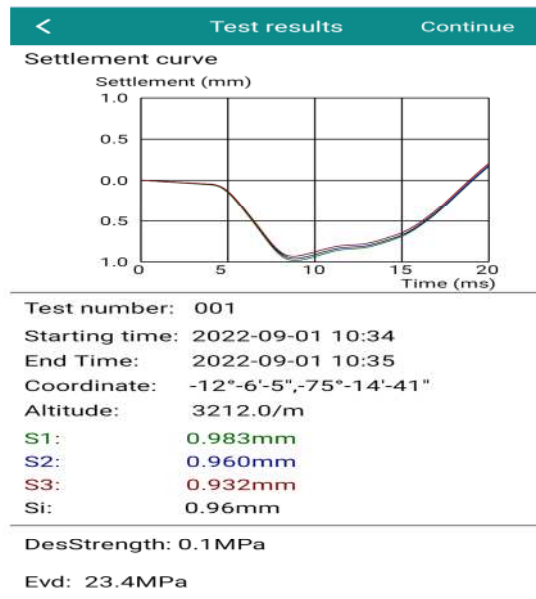 < Test results Continue
Settlement curve
Settlement (mm)
1.0
0.5
0.0
0.5
1.0
0 5 10 15 20
Time (ms)
Test number: 001
Starting time: 2022-09-01 10:34
End Time: 2022-09-01 10:35
Coordinate: -12°-6'-5",-75°-14'-41"
Altitude: 3212.0/m
S1: 0.983mm
S2: 0.960mm
S3: 0.932mm
Si: 0.96mm
DesStrength: 0.1MPa
Evd: 23.4MPa